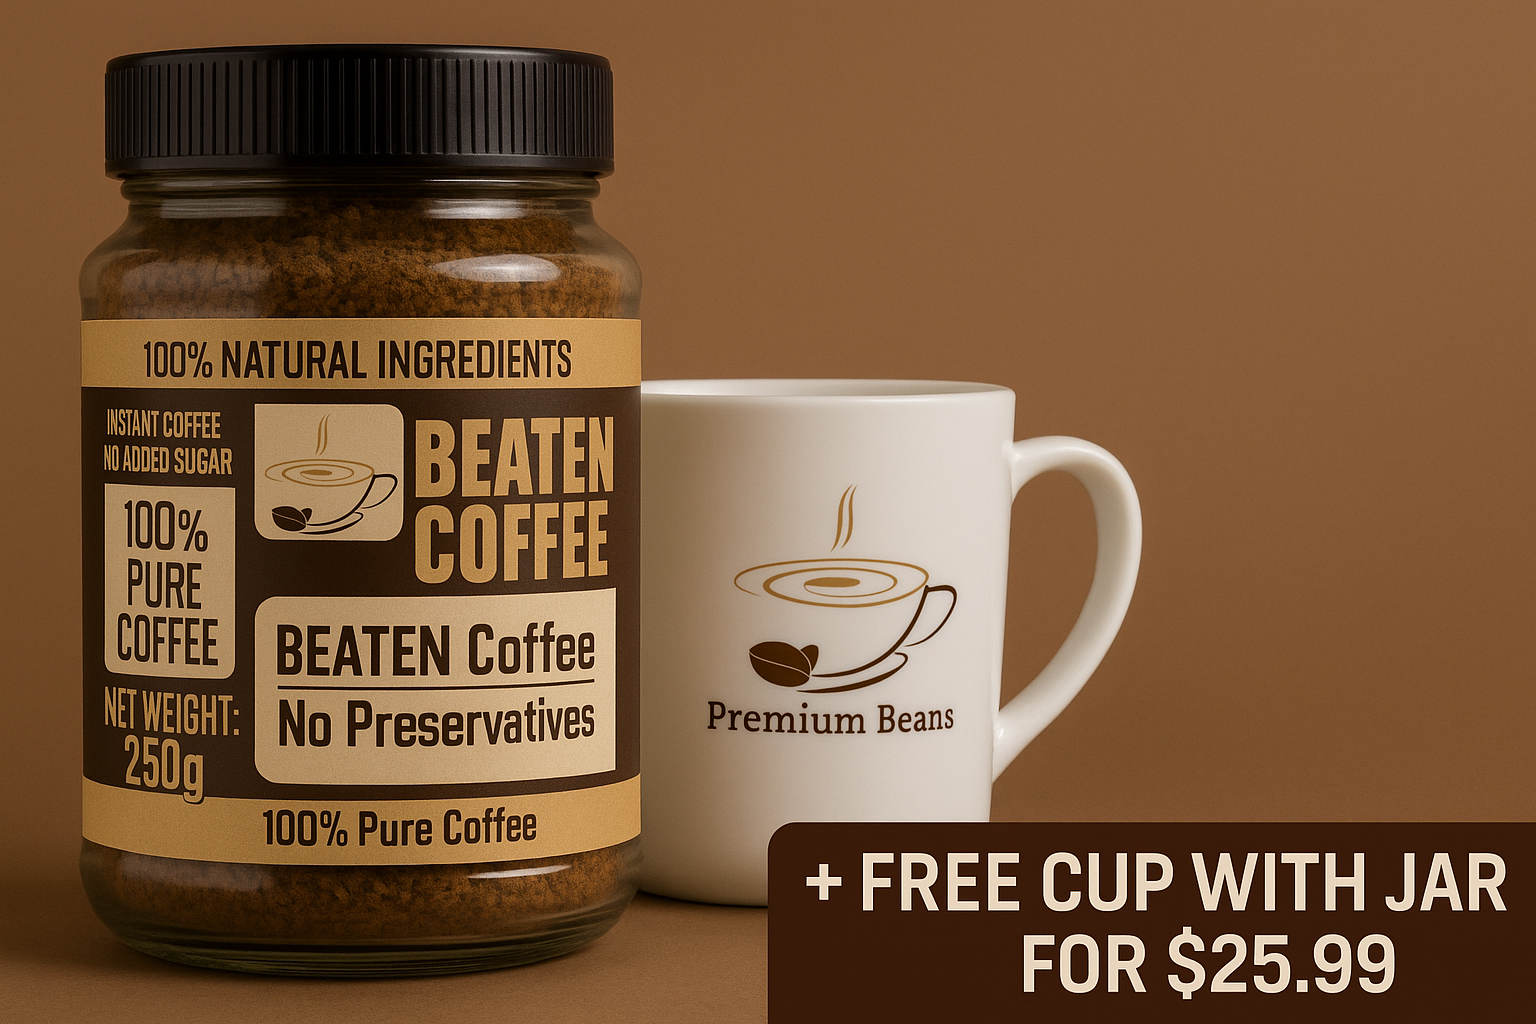 100% NATURAL INGREDIENTS
INSTANT COFFEE
NO ADDED SUGAR
100%
PURE
COFFEE
NET WEIGHT:
250g
BEATEN
COFFEE
BEATEN Coffee
No Preservatives
100% Pure Coffee
Premium Beans
+ FREE CUP WITH JAR
FOR $25.99